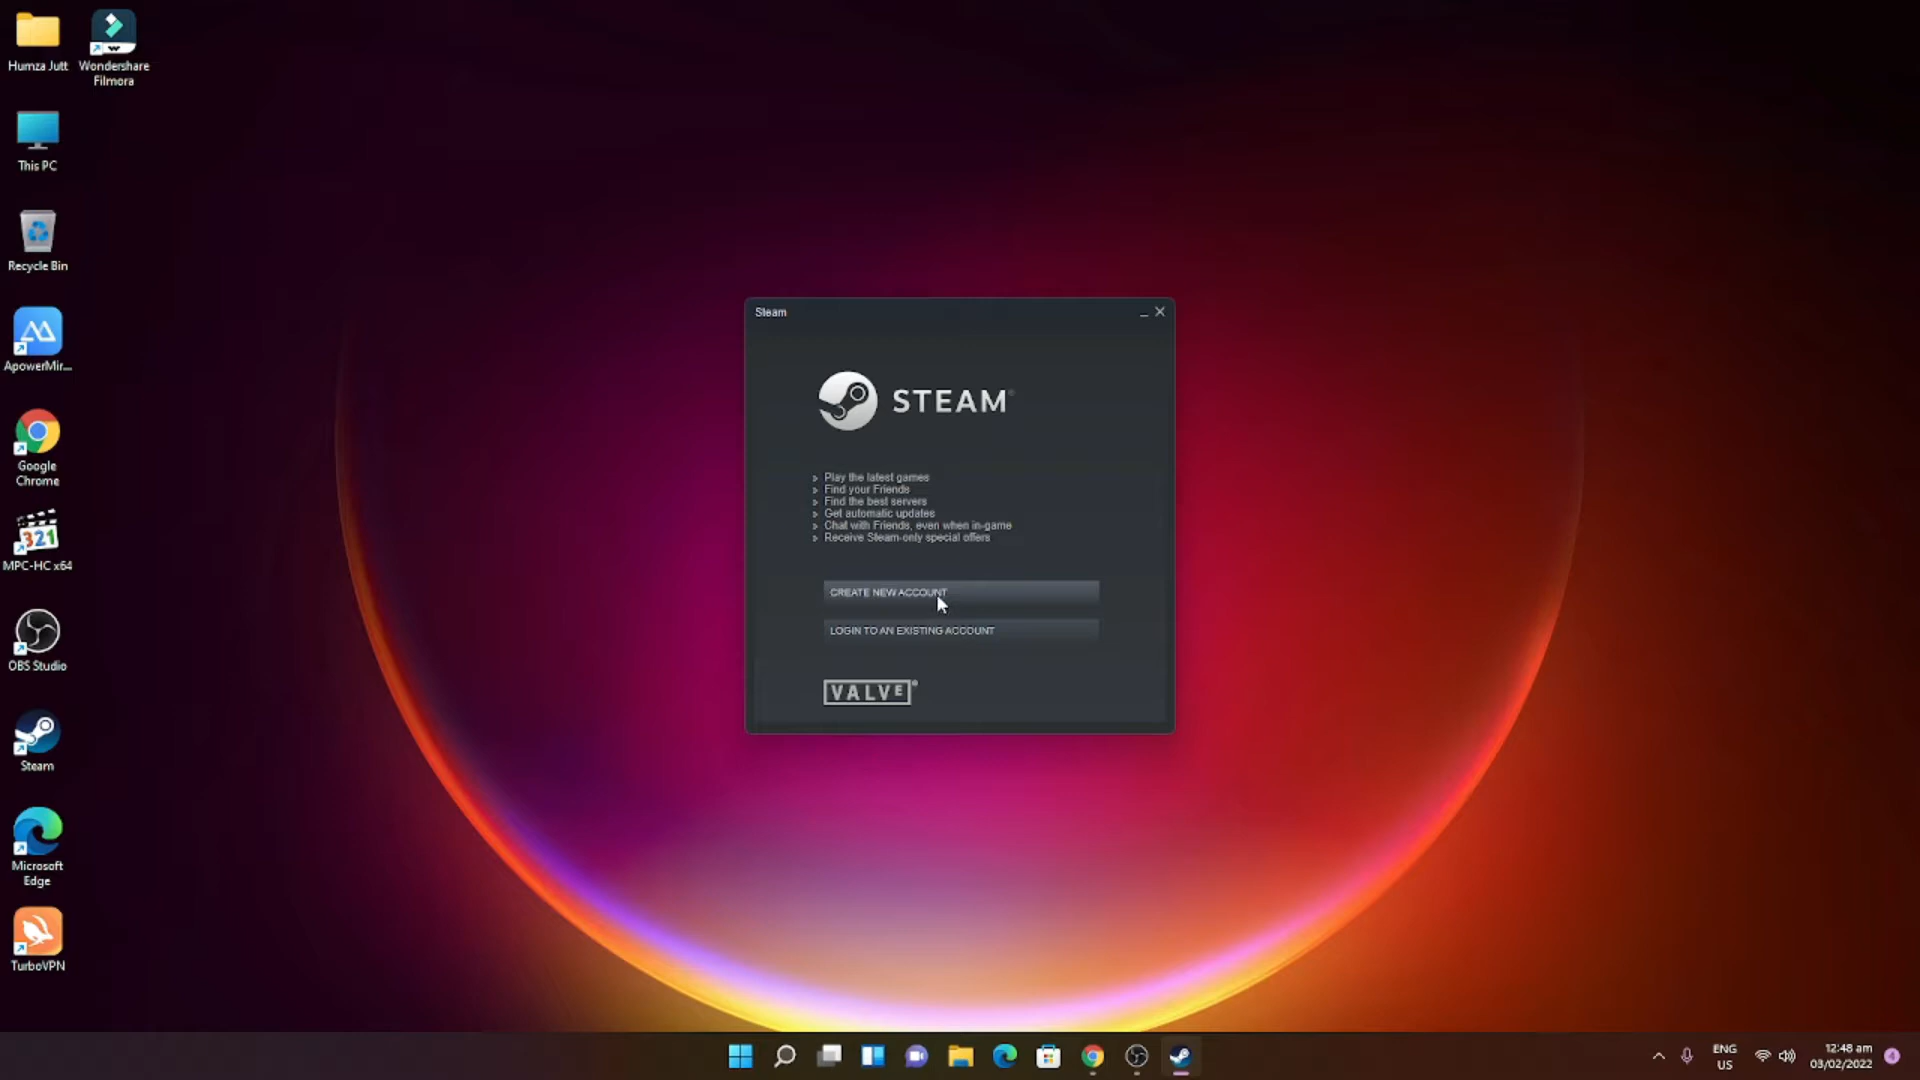 Humza Jutt
Wondershare
Filmora
This PC
Recycle Bin
ApowerMir...
Google
Chrome
321
MPC-HC x64
OBS Studio
Steam
Microsoft
Edge
TurboVPN
Steam
STEAM®
Play the latest games
Find your Friends
Find the best servers
Get automatic updates
Chat with Friends, even when in-game
Receive Steam-only special offers
CREATE NEW ACCOUNT
LOGIN TO AN EXISTING ACCOUNT
VALVE®
ENG
US
12:48 am
03/02/2022
4